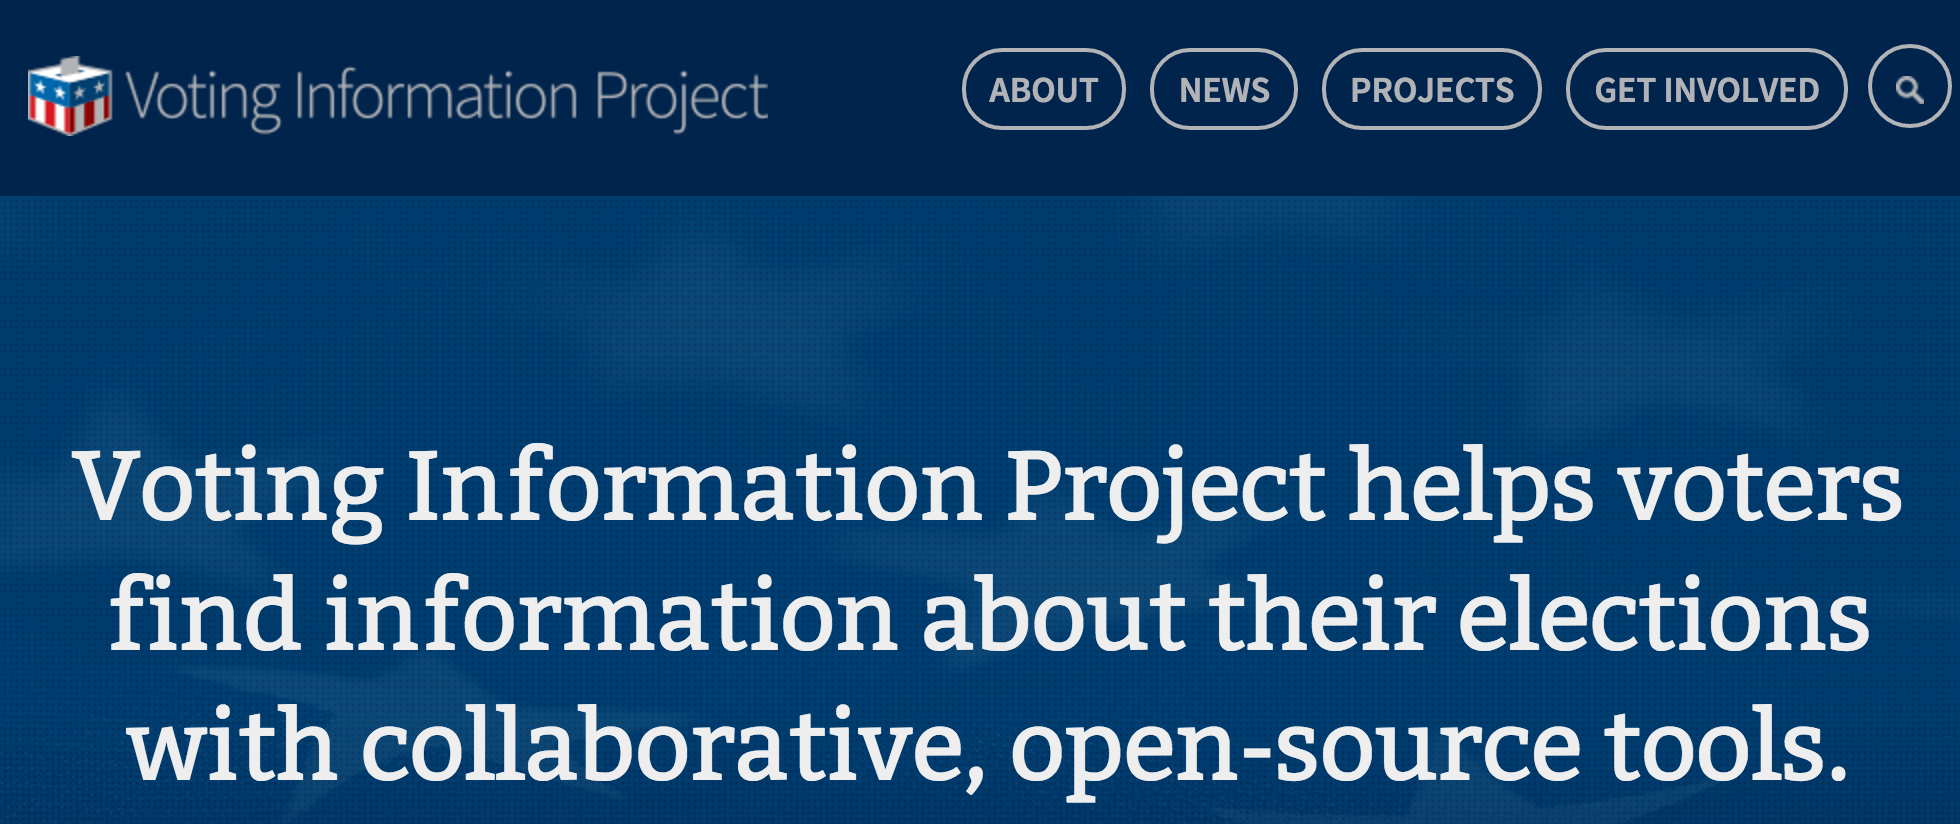 Voting Information Project
ABOUT
NEWS
PROJECTS
GET INVOLVED
Voting Information Project helps voters
find information about their elections
with collaborative, open-source tools.